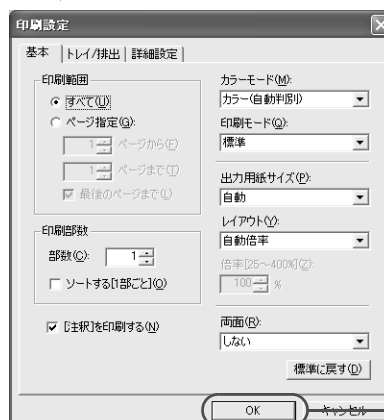 印刷設定
基本 トレイ/排出 詳細設定
印刷範囲
すべて(U)
ページ指定(G):
1 ページから(F)
1 ページまで(T)
最後のページまで(L)
印刷部数
部数(C): 1
ソートする[1部ごと](O)
[注釈]を印刷する(N)
カラーモード(M):
カラー(自動判別)
印刷モード(Q):
標準
出力用紙サイズ(P):
自動
レイアウト(Y):
自動倍率
倍率[25~400%](Z):
100 %
両面(R):
しない
標準に戻す(D)
OK キャンセル